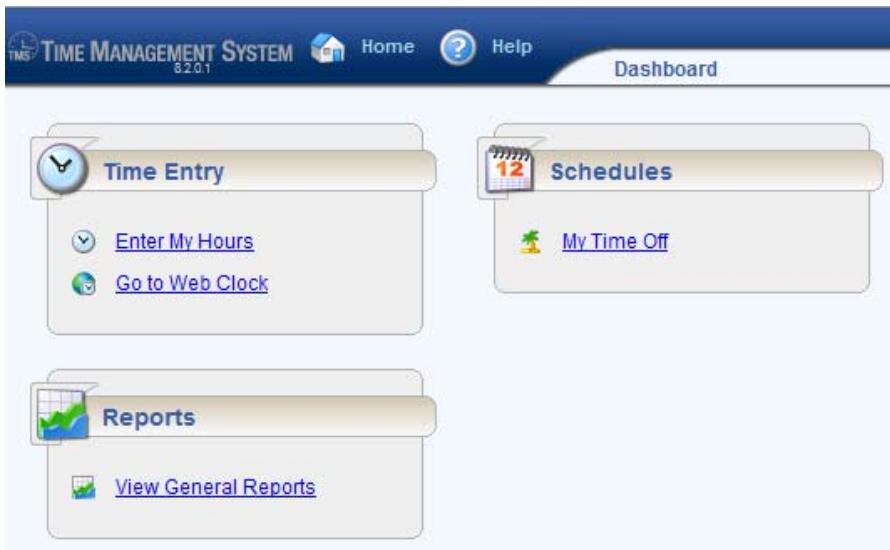 TMS TIME MANAGEMENT SYSTEM Home Help
8.2.0.1
Dashboard
Time Entry
Enter My Hours
Go to Web Clock
12 Schedules
My Time Off
Reports
View General Reports